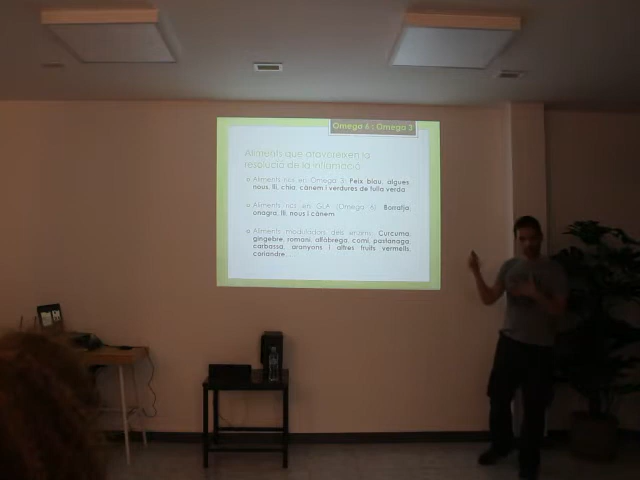 Omega 6 : Omega 3
Aliments que afavoreixen la
resolució de la inflamació
Aliments rics en Omega 3: Peix blau, algues
nous, lli, chia, cànem i verdures de fulla verda
Aliments rics en GLA (Omega 6): Borratja,
onagra, lli, nous i cànem
Aliments moduladors dels enzims: Curcuma,
gingebre, romaní, alfàbrega, comí, pastanaga,
carbassa, aranyons i altres fruits vermells,
coriandre...